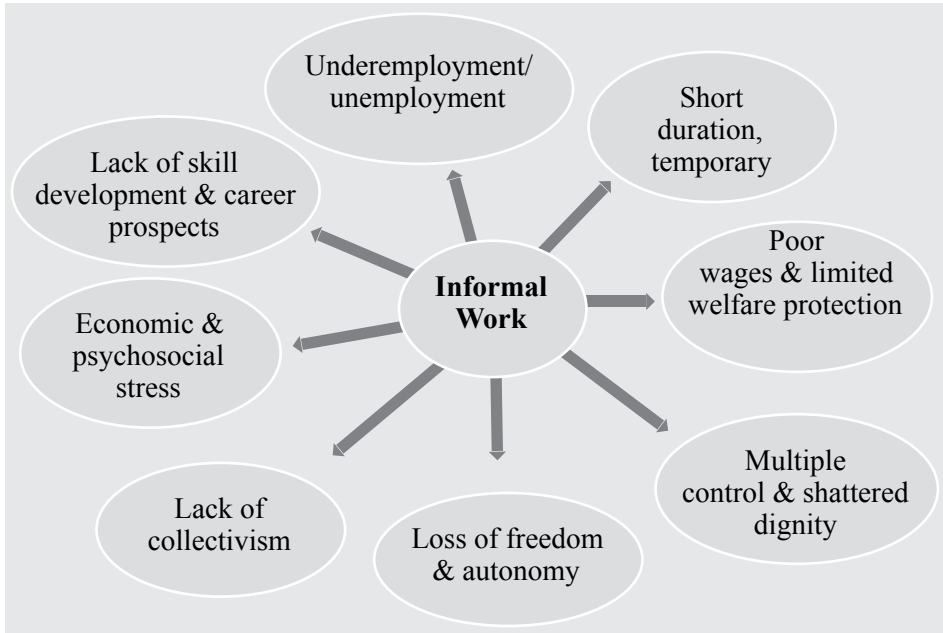 Underemployment/
unemployment
Short
duration,
temporary
Lack of skill
development & career
prospects
Poor
wages & limited
welfare protection
Informal
Work
Economic &
psychosocial
stress
Multiple
control & shattered
dignity
Lack of
collectivism
Loss of freedom
& autonomy